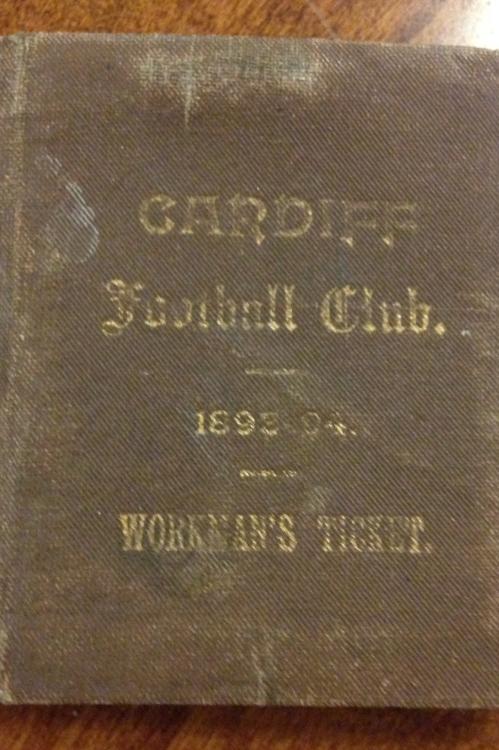 CARDIFF
Football Club.
1893-94.
WORKMAN'S TICKET.